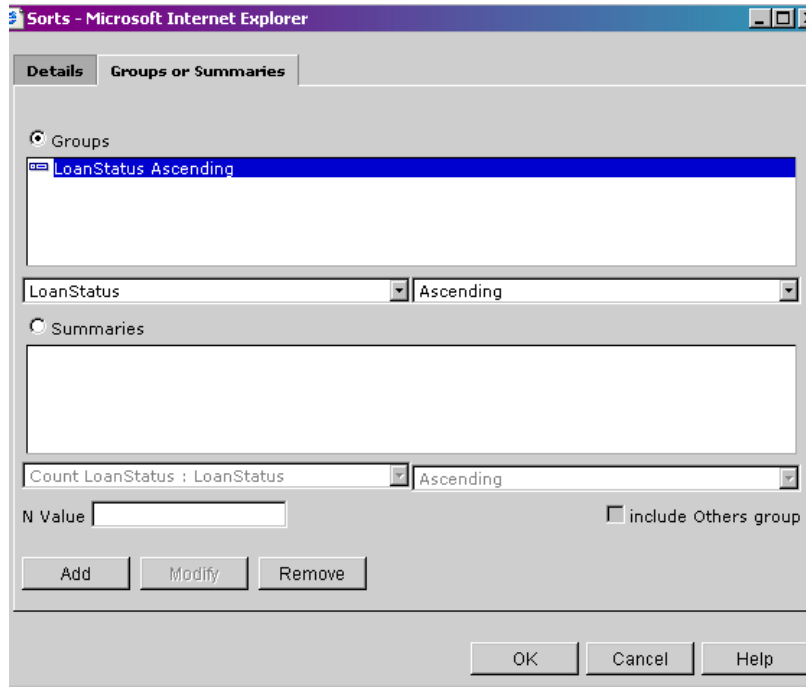 Sorts - Microsoft Internet Explorer
Details Groups or Summaries
Groups
LoanStatus Ascending
LoanStatus Ascending
Summaries
Count LoanStatus : LoanStatus Ascending
N Value include Others group
Add Modify Remove
OK Cancel Help